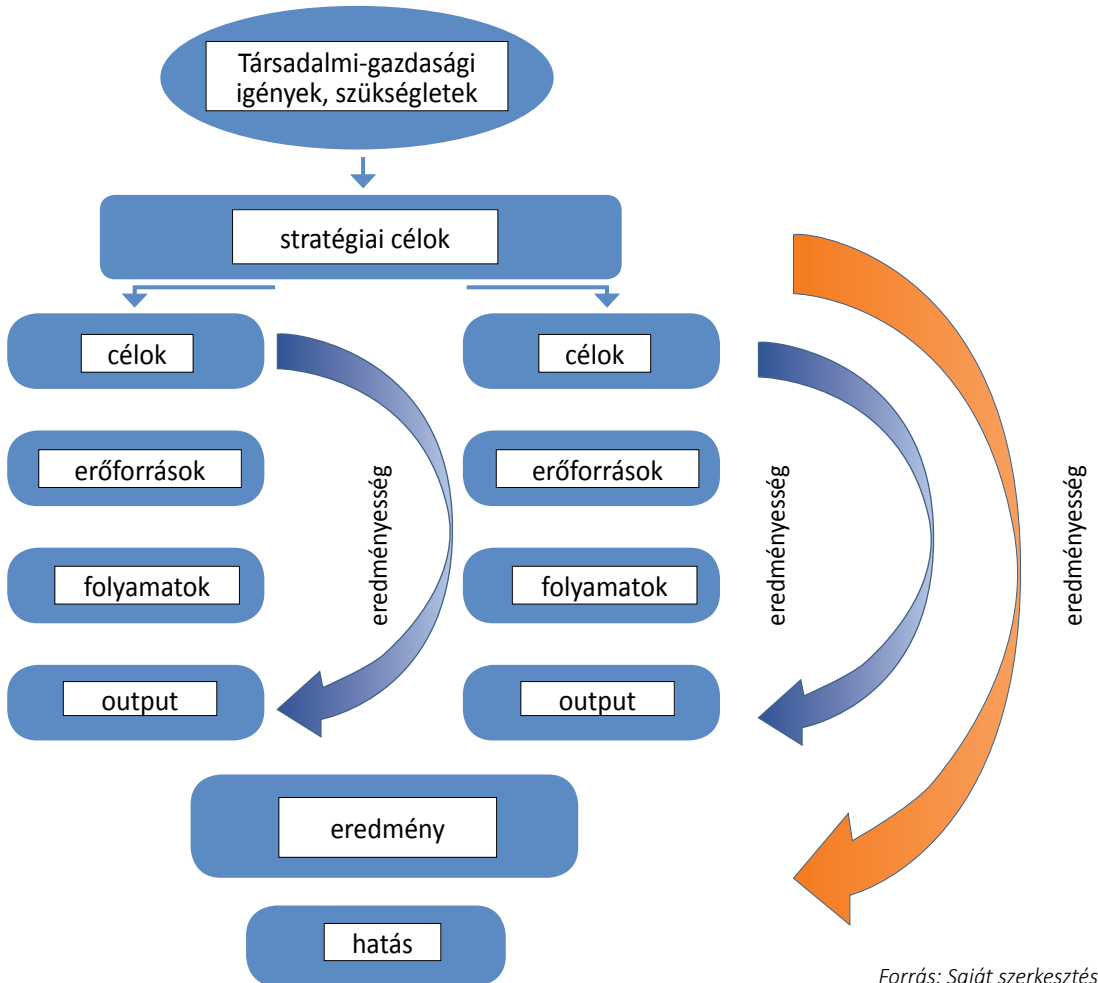 Társadalmi-gazdasági
igények, szükségletek
stratégiai célok
célok
célok
erőforrások
erőforrások
folyamatok
folyamatok
output
output
eredményesség
eredményesség
eredményesség
eredmény
hatás
Forrás: Saját szerkesztés